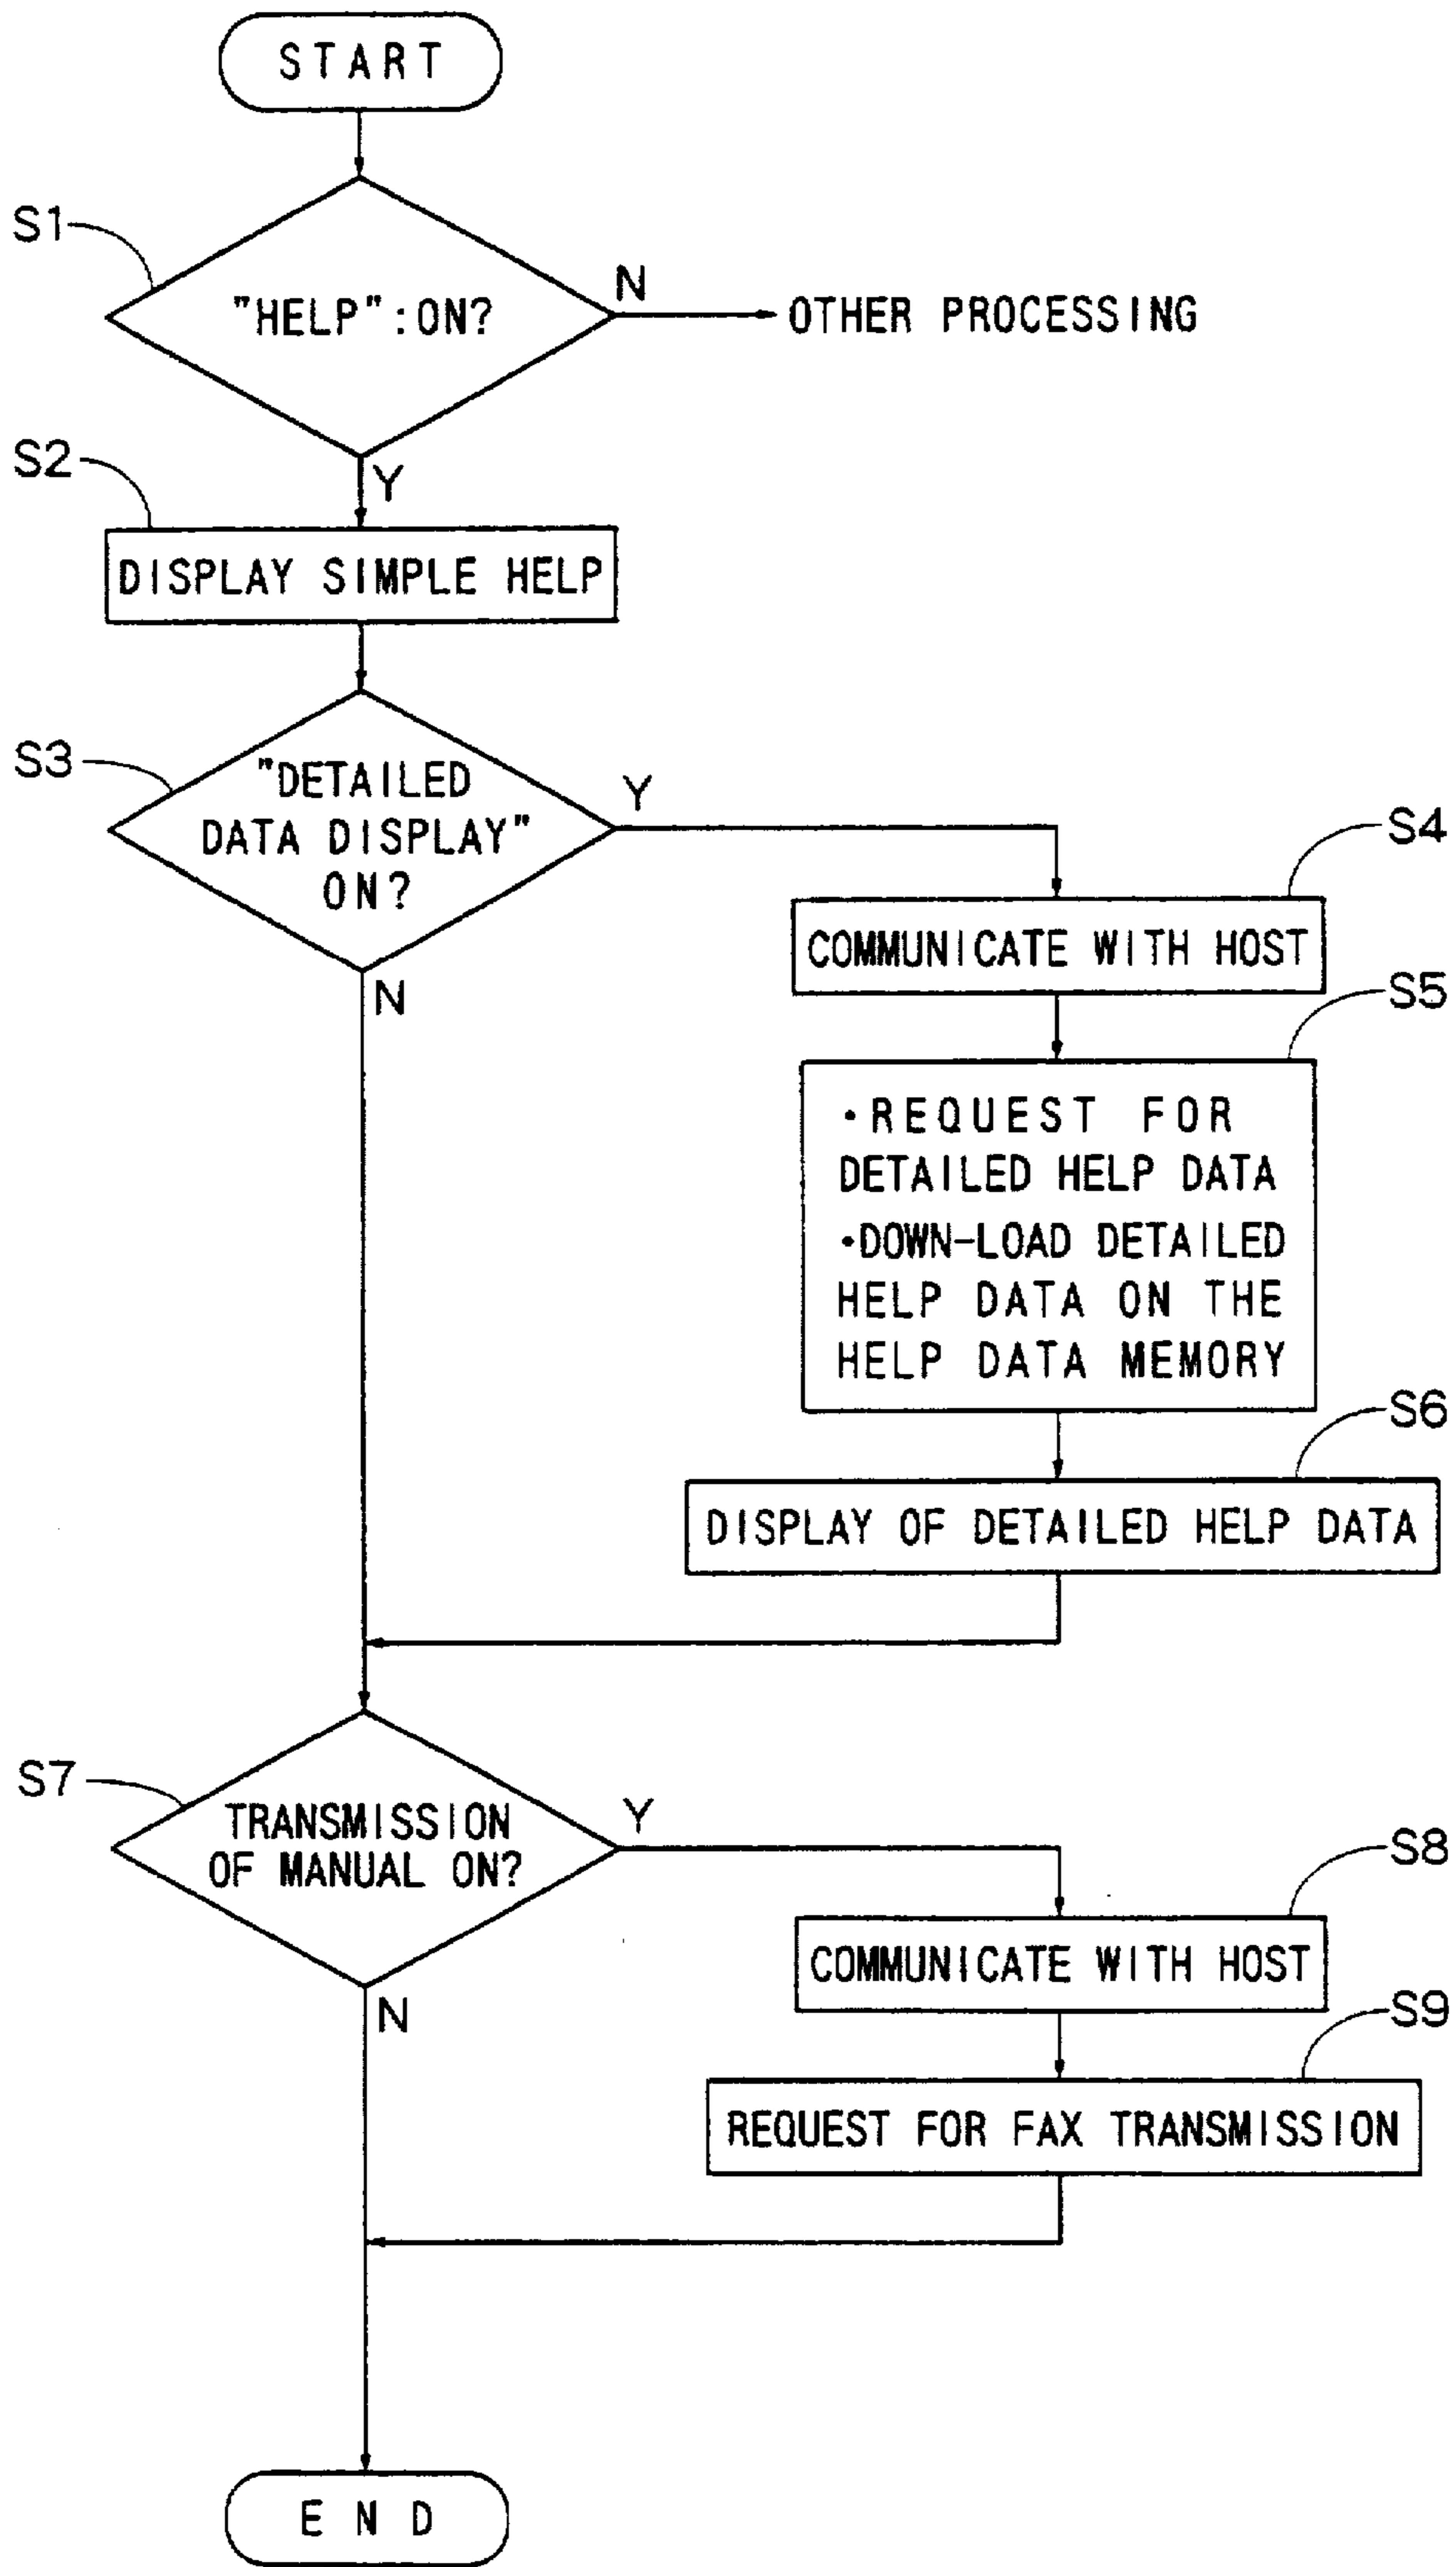 START
S1
"HELP":ON?
N
OTHER PROCESSING
Y
S2
DISPLAY SIMPLE HELP
S3
"DETAILED
DATA DISPLAY"
ON?
Y
N
S4
COMMUNICATE WITH HOST
S5
・REQUEST FOR
DETAILED HELP DATA
・DOWN-LOAD DETAILED
HELP DATA ON THE
HELP DATA MEMORY
S6
DISPLAY OF DETAILED HELP DATA
S7
TRANSMISSION
OF MANUAL ON?
Y
N
S8
COMMUNICATE WITH HOST
S9
REQUEST FOR FAX TRANSMISSION
END